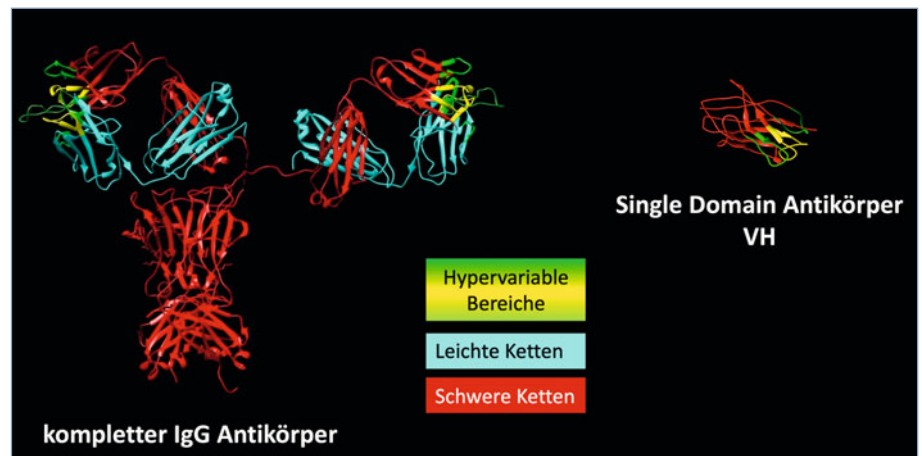 Single Domain Antikörper
VH
Hypervariable
Bereiche
Leichte Ketten
Schwere Ketten
kompletter IgG Antikörper